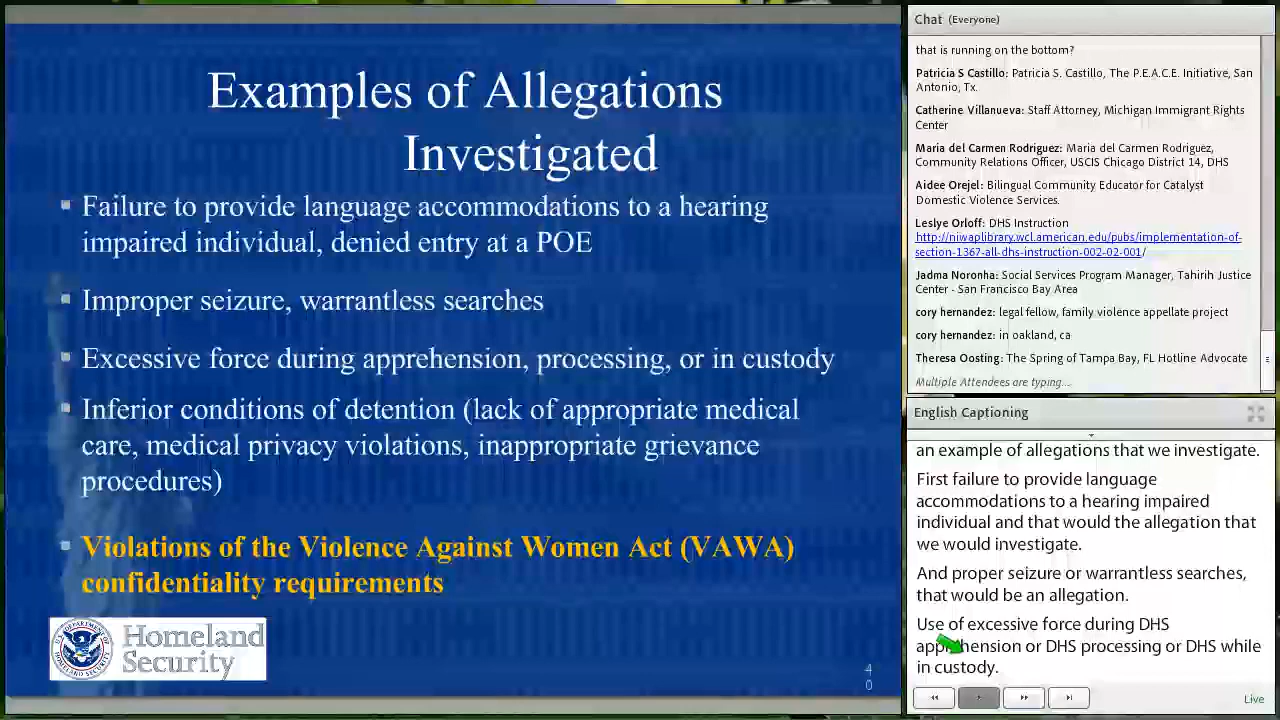 Examples of Allegations
Investigated
Failure to provide language accommodations to a hearing
impaired individual, denied entry at a POE
Improper seizure, warrantless searches
Excessive force during apprehension, processing, or in custody
Inferior conditions of detention (lack of appropriate medical
care, medical privacy violations, inappropriate grievance
procedures)
Violations of the Violence Against Women Act (VAWA)
confidentiality requirements
Homeland
Security
4
0
Chat (Everyone)
that is running on the bottom?
Patricia S Castillo: Patricia S. Castillo, The P.E.A.C.E. Initiative, San
Antonio, Tx.
Catherine Villanueva: Staff Attorney, Michigan Immigrant Rights
Center
Maria del Carmen Rodriguez: Maria del Carmen Rodriguez,
Community Relations Officer, USCIS Chicago District 14, DHS
Aidee Orejel: Bilingual Community Educator for Catalyst
Domestic Violence Services.
Leslye Orloff: DHS Instruction
http://niwaplibrary.wcl.american.edu/pubs/implementation-of-
section-1367-all-dhs-instruction-002-02-001/
Jadma Noronha: Social Services Program Manager, Tahirih Justice
Center - San Francisco Bay Area
cory hernandez: legal fellow, family violence appellate project
cory hernandez: in oakland, ca
Theresa Oosting: The Spring of Tampa Bay, FL Hotline Advocate
Multiple Attendees are typing...
English Captioning
an example of allegations that we investigate.
First failure to provide language
accommodations to a hearing impaired
individual and that would the allegation that
we would investigate.
And proper seizure or warrantless searches,
that would be an allegation.
Use of excessive force during DHS
apprehension or DHS processing or DHS while
in custody.
Live